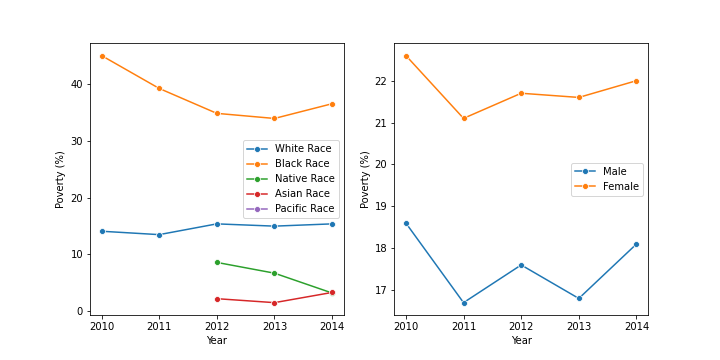 Poverty (%)
40
30
20
10
0
2010 2011 2012 2013 2014
Year
White Race
Black Race
Native Race
Asian Race
Pacific Race
Poverty (%)
22
21
20
19
18
17
2010 2011 2012 2013 2014
Year
Male
Female